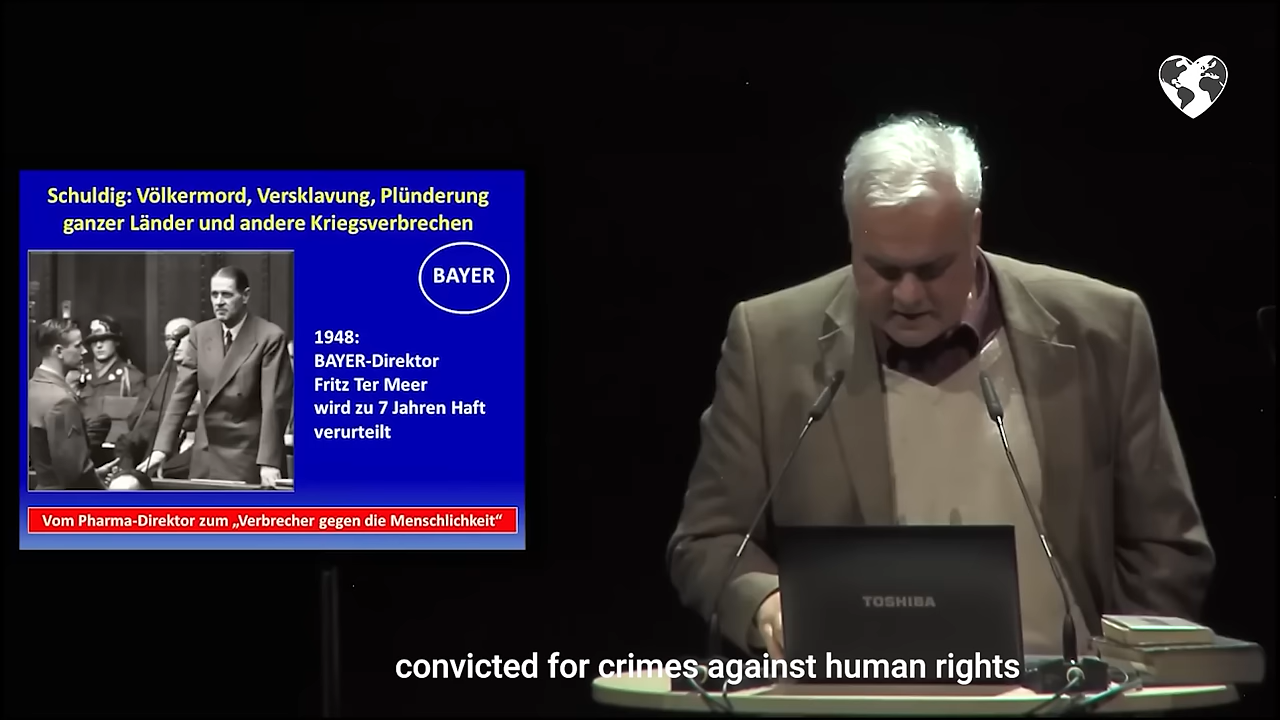 Schuldig: Völkermord, Versklavung, Plünderung
ganzer Länder und andere Kriegsverbrechen
BAYER
1948:
BAYER-Direktor
Fritz Ter Meer
wird zu 7 Jahren Haft
verurteilt
Vom Pharma-Direktor zum „Verbrecher gegen die Menschlichkeit“
TOSHIBA
convicted for crimes against human rights